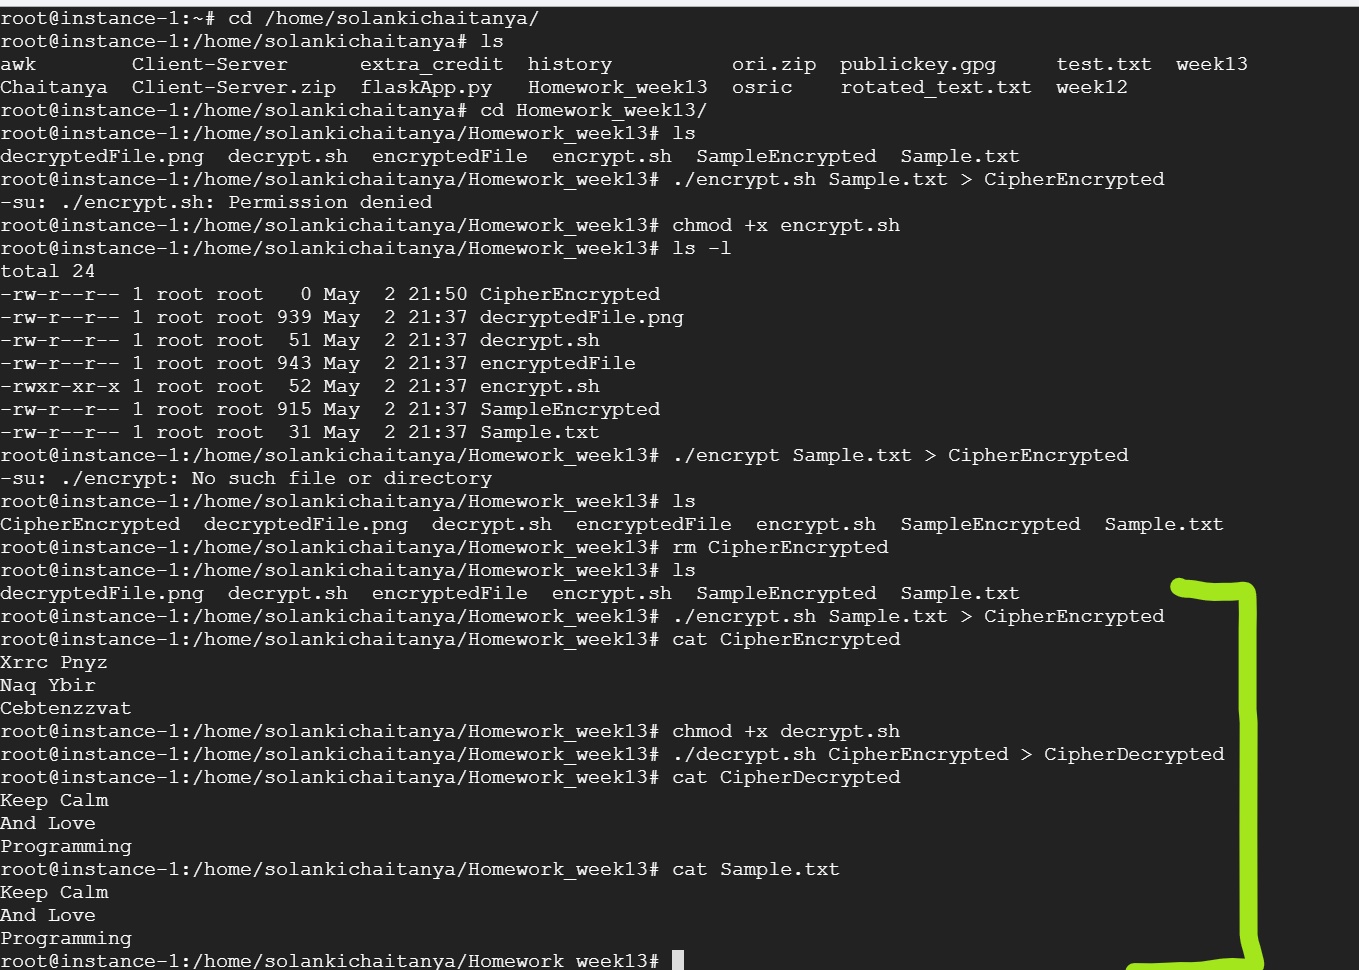 root@instance-1:~# cd /home/solankichaitanya/
root@instance-1:/home/solankichaitanya# ls
awk        Client-Server      extra_credit  history          ori.zip  publickey.gpg     test.txt  week13
Chaitanya  Client-Server.zip  flaskApp.py   Homework_week13  osric    rotated_text.txt  week12
root@instance-1:/home/solankichaitanya# cd Homework_week13/
root@instance-1:/home/solankichaitanya/Homework_week13# ls
decryptedFile.png  decrypt.sh  encryptedFile  encrypt.sh  SampleEncrypted  Sample.txt
root@instance-1:/home/solankichaitanya/Homework_week13# ./encrypt.sh Sample.txt > CipherEncrypted
-su: ./encrypt.sh: Permission denied
root@instance-1:/home/solankichaitanya/Homework_week13# chmod +x encrypt.sh
root@instance-1:/home/solankichaitanya/Homework_week13# ls -l
total 24
-rw-r--r-- 1 root root   0 May  2 21:50 CipherEncrypted
-rw-r--r-- 1 root root 939 May  2 21:37 decryptedFile.png
-rw-r--r-- 1 root root  51 May  2 21:37 decrypt.sh
-rw-r--r-- 1 root root 943 May  2 21:37 encryptedFile
-rwxr-xr-x 1 root root  52 May  2 21:37 encrypt.sh
-rw-r--r-- 1 root root 915 May  2 21:37 SampleEncrypted
-rw-r--r-- 1 root root  31 May  2 21:37 Sample.txt
root@instance-1:/home/solankichaitanya/Homework_week13# ./encrypt Sample.txt > CipherEncrypted
-su: ./encrypt: No such file or directory
root@instance-1:/home/solankichaitanya/Homework_week13# ls
CipherEncrypted  decryptedFile.png  decrypt.sh  encryptedFile  encrypt.sh  SampleEncrypted  Sample.txt
root@instance-1:/home/solankichaitanya/Homework_week13# rm CipherEncrypted
root@instance-1:/home/solankichaitanya/Homework_week13# ls
decryptedFile.png  decrypt.sh  encryptedFile  encrypt.sh  SampleEncrypted  Sample.txt
root@instance-1:/home/solankichaitanya/Homework_week13# ./encrypt.sh Sample.txt > CipherEncrypted
root@instance-1:/home/solankichaitanya/Homework_week13# cat CipherEncrypted
Xrrc Pnyz
Naq Ybir
Cebtenzzvat
root@instance-1:/home/solankichaitanya/Homework_week13# chmod +x decrypt.sh
root@instance-1:/home/solankichaitanya/Homework_week13# ./decrypt.sh CipherEncrypted > CipherDecrypted
root@instance-1:/home/solankichaitanya/Homework_week13# cat CipherDecrypted
Keep Calm
And Love
Programming
root@instance-1:/home/solankichaitanya/Homework_week13# cat Sample.txt
Keep Calm
And Love
Programming
root@instance-1:/home/solankichaitanya/Homework_week13#